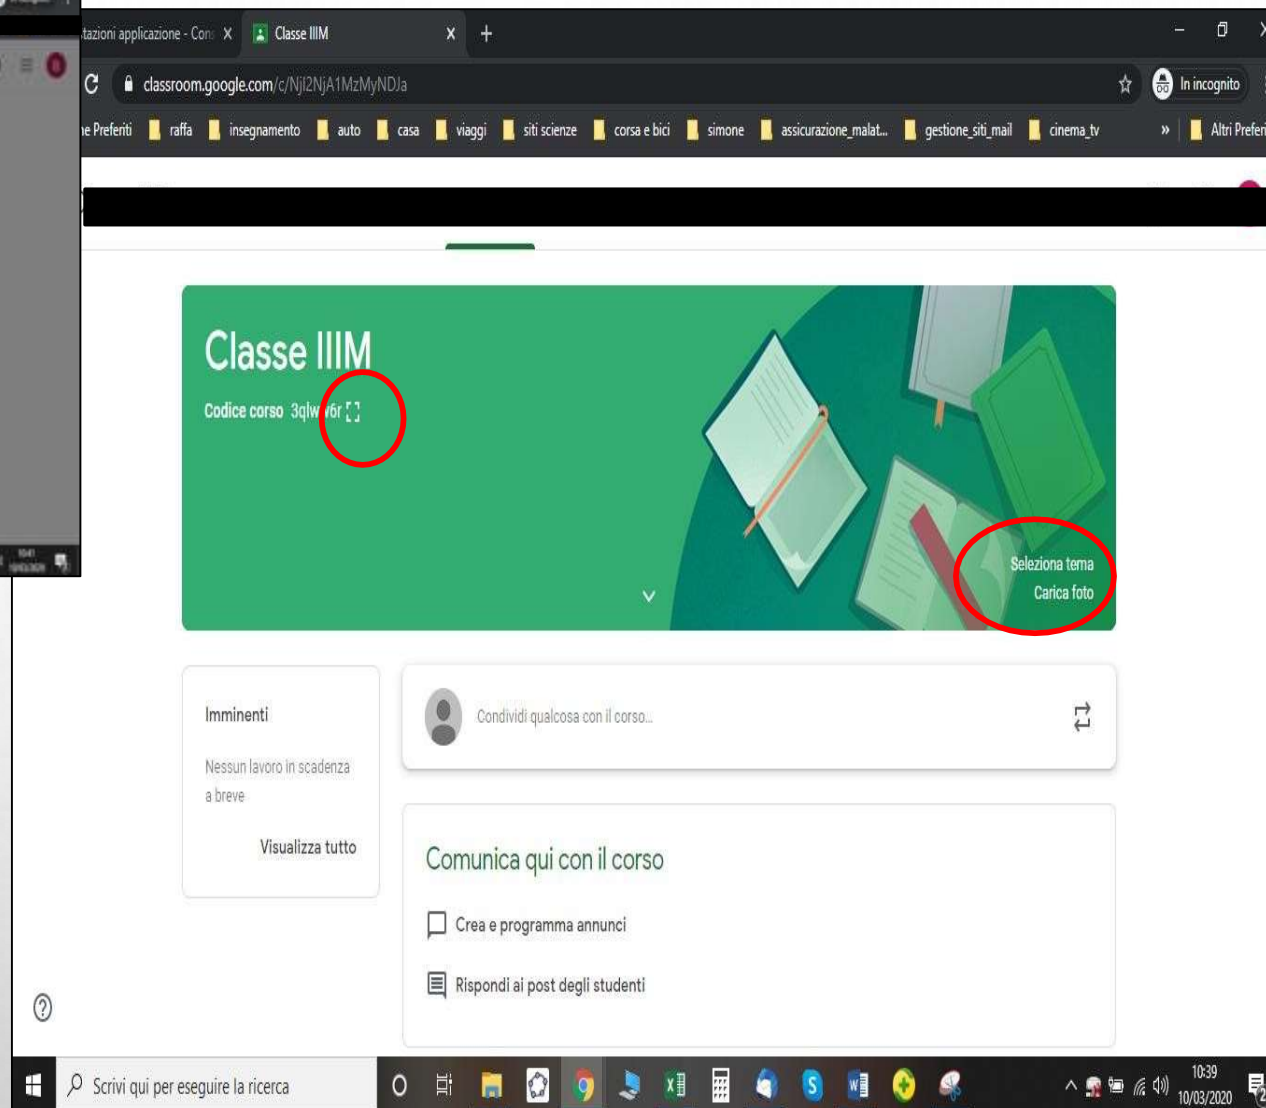 tazioni applicazione - Con
Classe IIIM
classroom.google.com/c/NjI2NjA1MzMyNDJa
In incognito
ne Preferiti
raffa
insegnamento
auto
casa
viaggi
siti scienze
corsa e bici
simone
assicurazione_malat...
gestione_siti_mail
cinema_tv
»
Altri Prefer
Classe IIIM
Codice corso
Seleziona tema
Carica foto
Imminenti
Nessun lavoro in scadenza
a breve
Visualizza tutto
Condividi qualcosa con il corso...
Comunica qui con il corso
Crea e programma annunci
Rispondi ai post degli studenti
Scrivi qui per eseguire la ricerca
10:39
10/03/2020